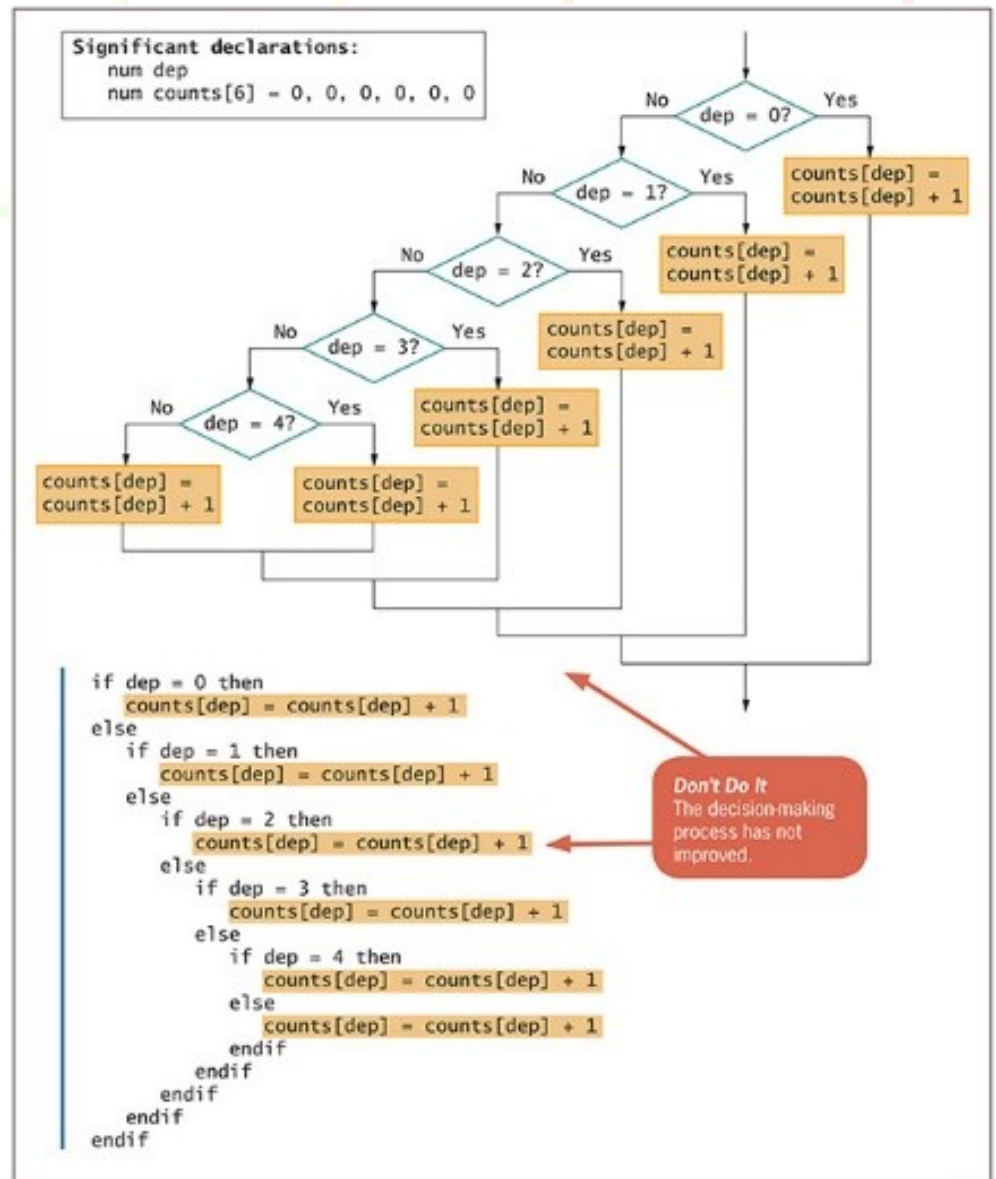 Significant declarations:
num dep
num counts[6] = 0, 0, 0, 0, 0, 0
No
dep = 0?
Yes
counts[dep] =
counts[dep] + 1
No
dep = 1?
Yes
counts[dep] =
counts[dep] + 1
No
dep = 2?
Yes
counts[dep] =
counts[dep] + 1
No
dep = 3?
Yes
counts[dep] =
counts[dep] + 1
No
dep = 4?
Yes
counts[dep] =
counts[dep] + 1
counts[dep] =
counts[dep] + 1
if dep = 0 then
counts[dep] = counts[dep] + 1
else
if dep = 1 then
counts[dep] = counts[dep] + 1
else
if dep = 2 then
counts[dep] = counts[dep] + 1
else
if dep = 3 then
counts[dep] = counts[dep] + 1
else
if dep = 4 then
counts[dep] = counts[dep] + 1
else
counts[dep] = counts[dep] + 1
endif
endif
endif
endif
endif
Don't Do It
The decision-making
process has not
improved.